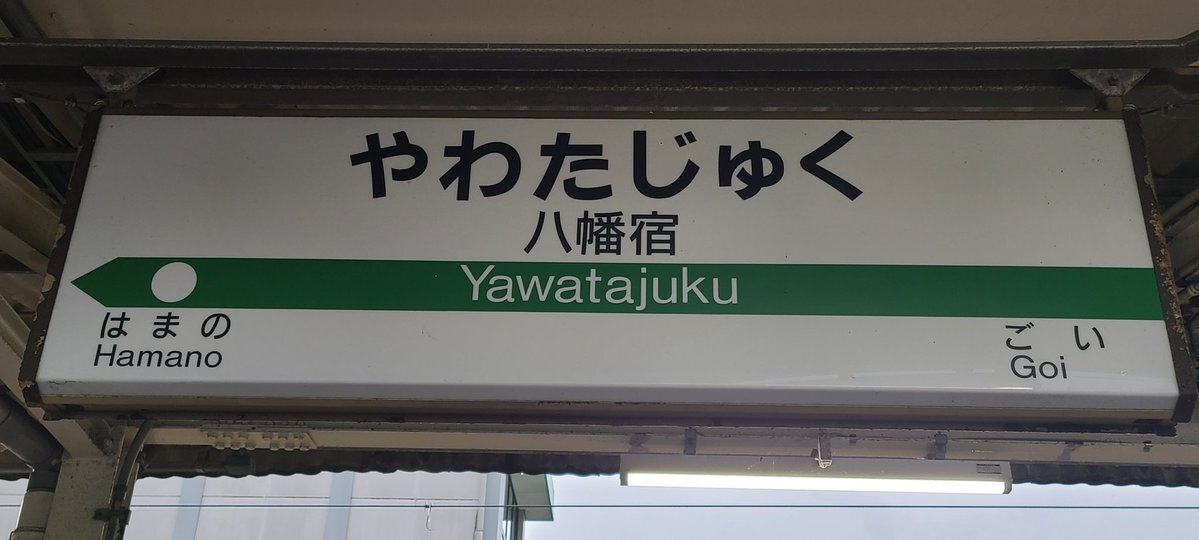 やわたじゅく
八幡宿
Yawatajuku
はまの
Hamano
ごい
Goi